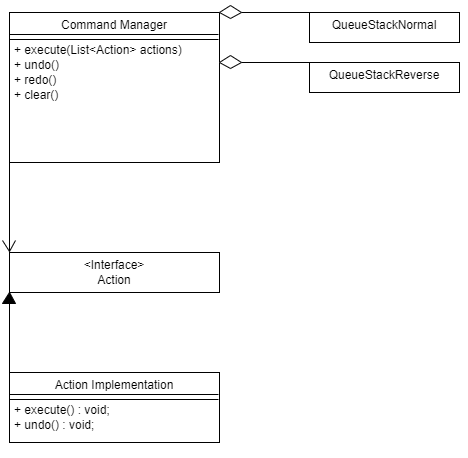 Command Manager
+ execute(List<Action> actions)
+ undo()
+ redo()
+ clear()
QueueStackNormal
QueueStackReverse
<Interface>
Action
Action Implementation
+ execute() : void;
+ undo() : void;